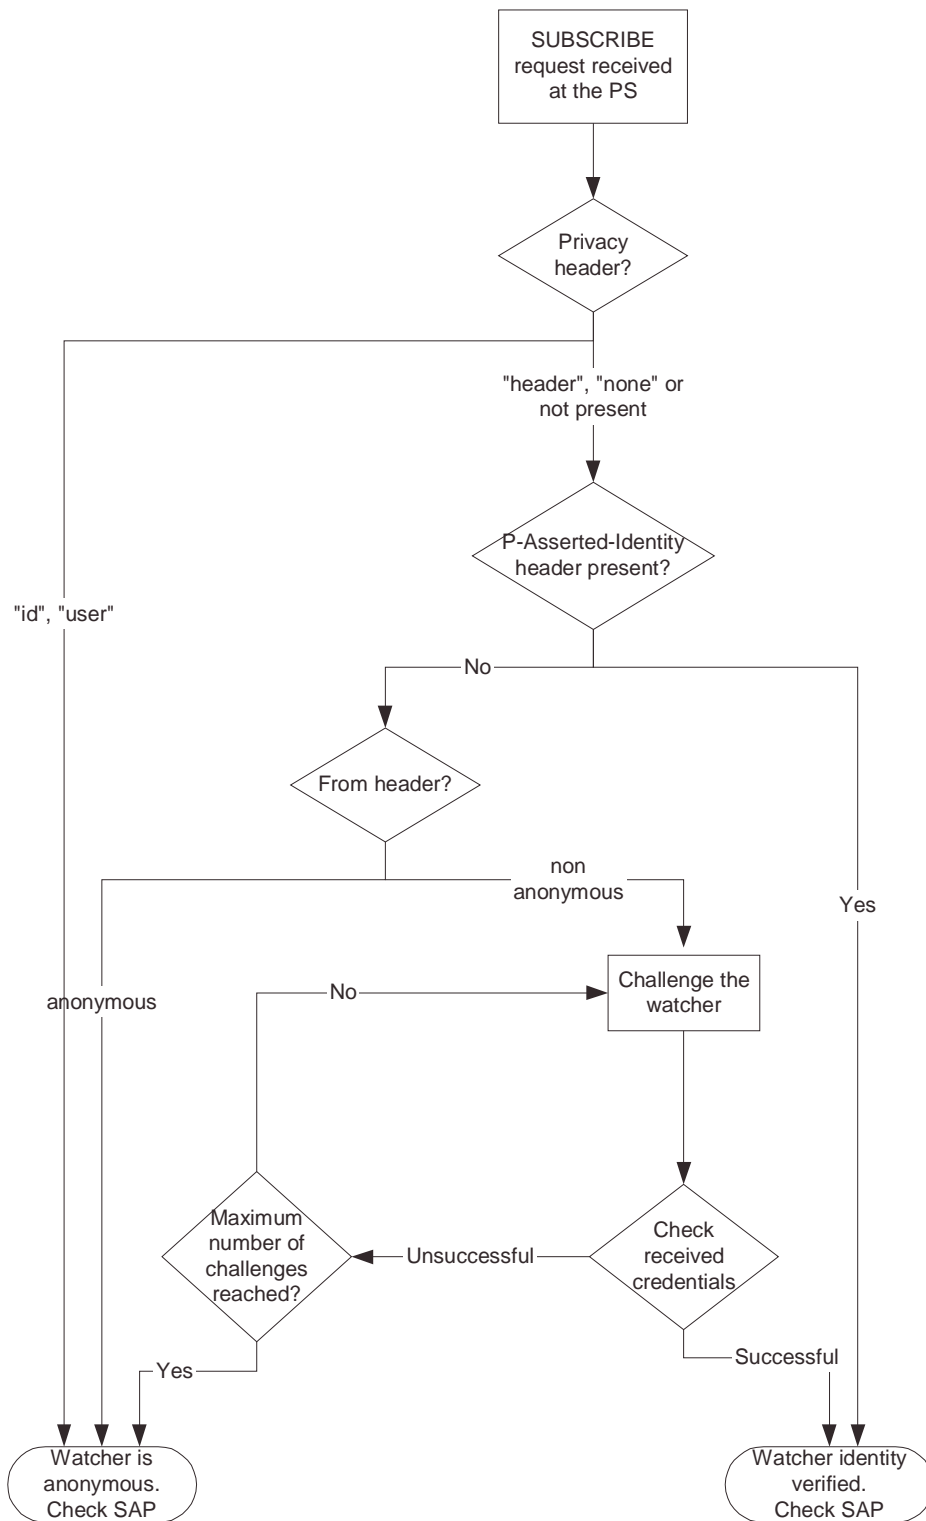 SUBSCRIBE
request received
at the PS
Privacy
header?
"header", "none" or
not present
P-Asserted-Identity
header present?
"id", "user"
No
From header?
non
anonymous
Yes
Challenge the
watcher
No
anonymous
Maximum
number of
challenges
reached?
Unsuccessful
Check
received
credentials
Successful
Yes
Watcher is
anonymous.
Check SAP
Watcher identity
verified.
Check SAP